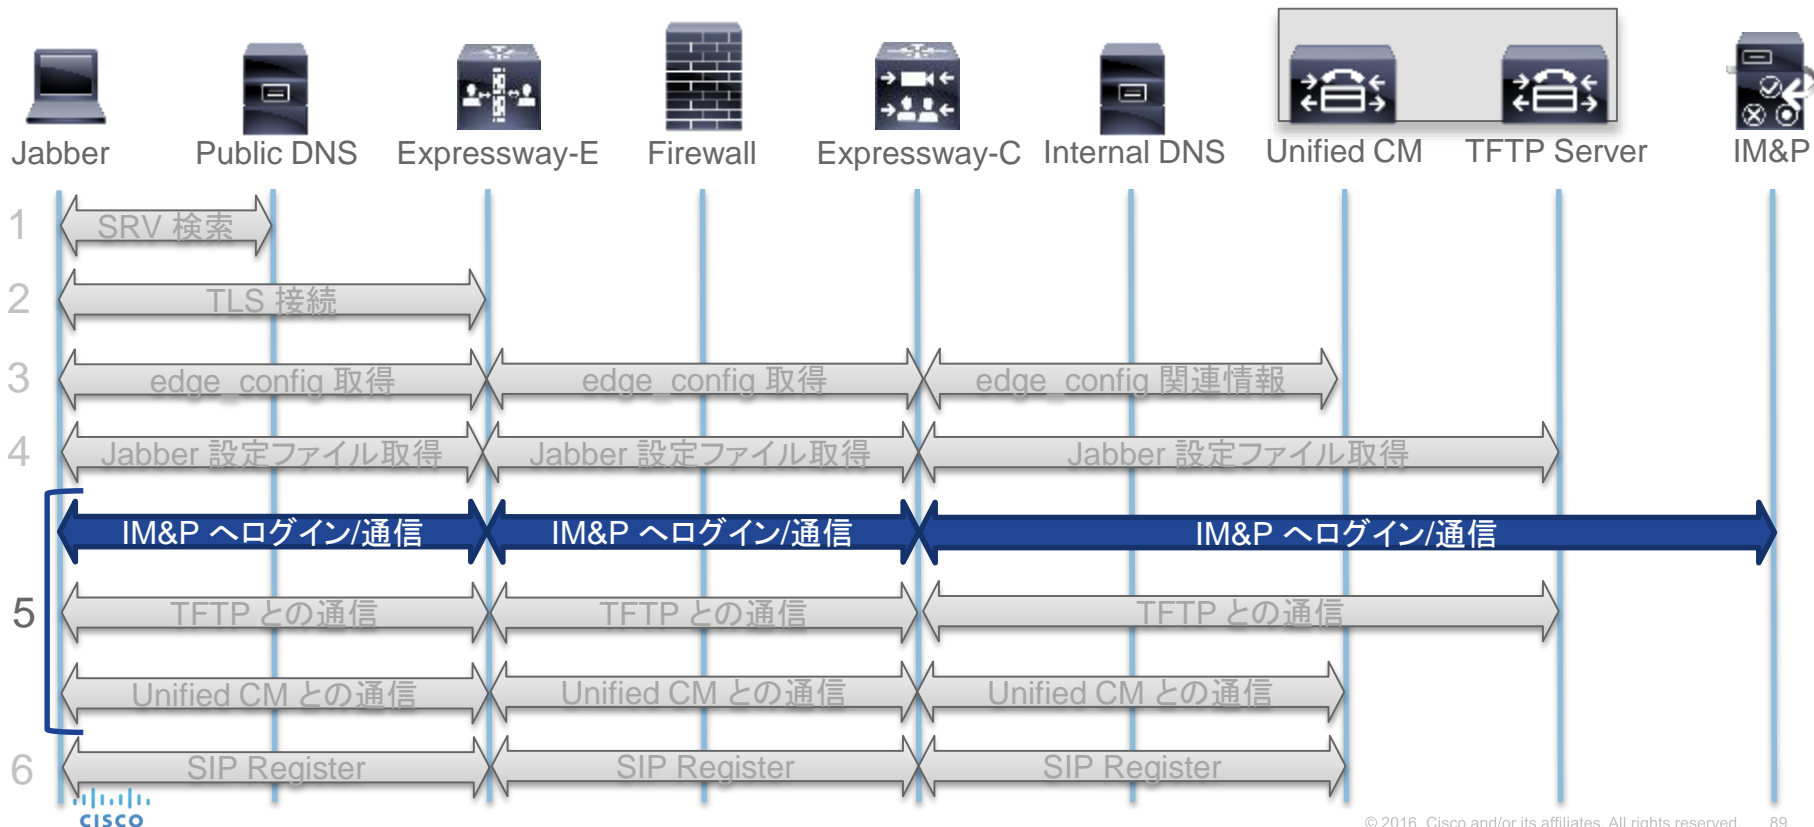 Jabber Public DNS Expressway-E Firewall Expressway-C Internal DNS Unified CM TFTP Server IM&P
1 SRV 検索
2 TLS 接続
3 edge_config 取得 edge_config 取得 edge_config 関連情報
4 Jabber 設定ファイル取得 Jabber 設定ファイル取得 Jabber 設定ファイル取得
IM&P へログイン/通信 IM&P へログイン/通信 IM&P へログイン/通信
5 TFTP との通信 TFTP との通信 TFTP との通信
Unified CM との通信 Unified CM との通信 Unified CM との通信
6 SIP Register SIP Register SIP Register
CISCO
© 2016 Cisco and/or its affiliates. All rights reserved. 89